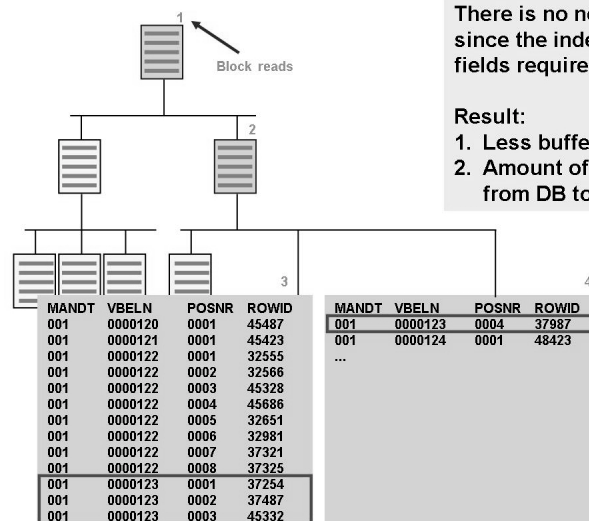 1
Block reads
2
There is no
since the
fields
Result:
1. Less
2. Amount of
from DB to
3
4
MANDT VBELN POSNR ROWID
001 0000120 0001 45487
001 0000121 0001 45423
001 0000122 0001 32555
001 0000122 0002 32566
001 0000122 0003 45328
001 0000122 0004 45686
001 0000122 0005 32651
001 0000122 0006 32981
001 0000122 0007 37321
001 0000122 0008 37325
001 0000123 0001 37254
001 0000123 0002 37487
001 0000123 0003 45332
MANDT VBELN POSNR ROWID
001 0000123 0004 37987
001 0000124 0001 48423
...